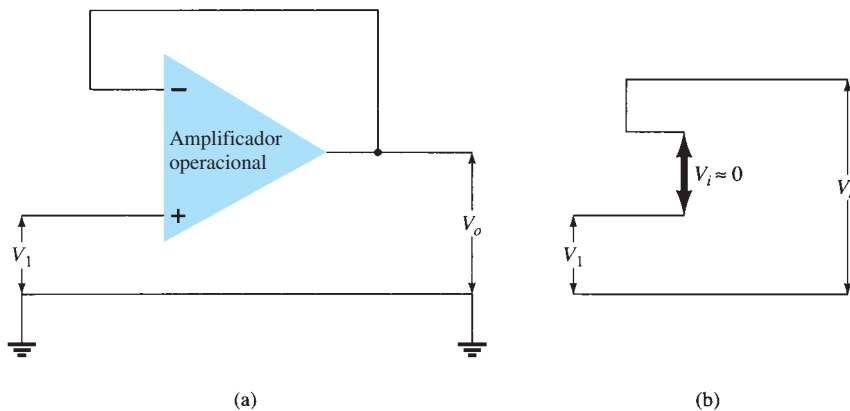 −
Amplificador
operacional
+
V1
Vo
(a)
Vi ≈ 0
V1
V
(b)